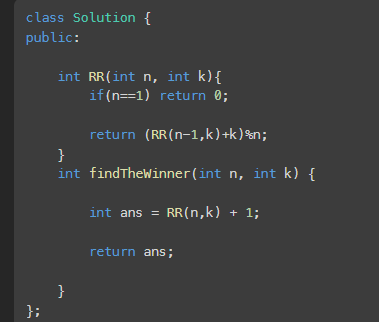 class Solution {
public:
    int RR(int n, int k){
        if(n==1) return 0;
        return (RR(n-1,k)+k)%n;
    }
    int findTheWinner(int n, int k) {
        int ans = RR(n,k) + 1;
        return ans;
    }
};